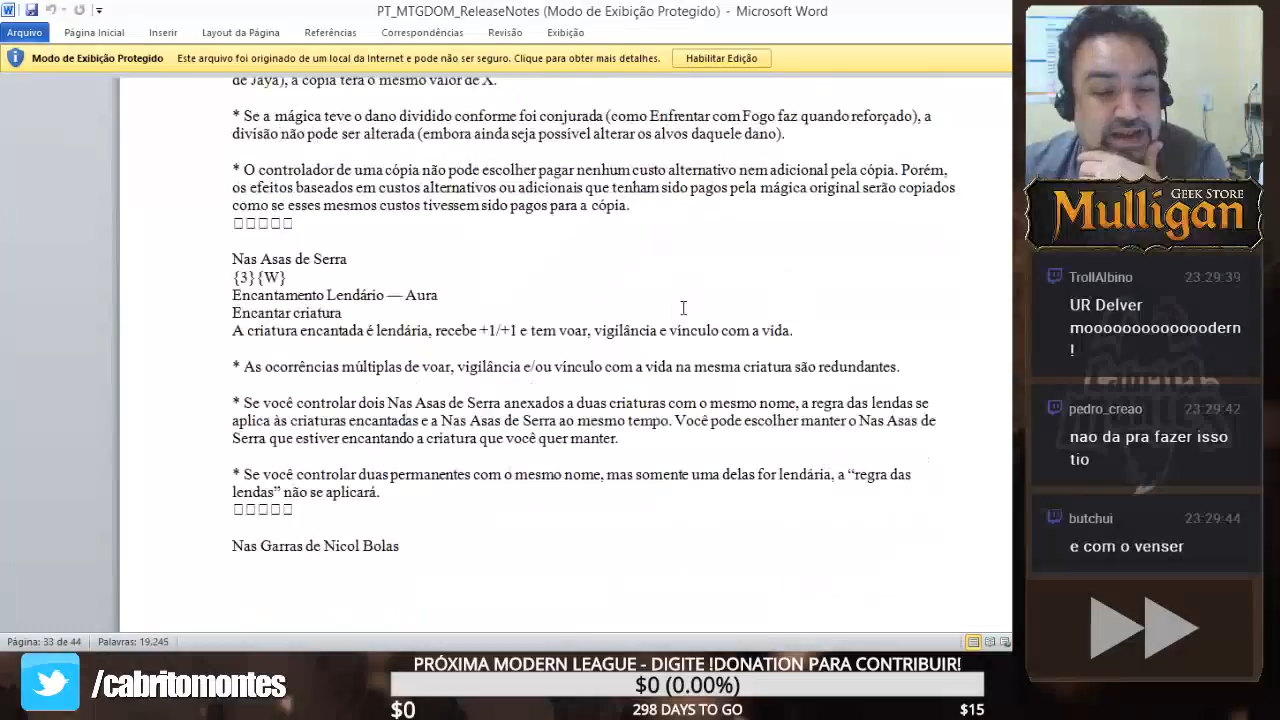 PT_MTGDOM_ReleaseNotes (Modo de Exibição Protegido) - Microsoft Word
Arquivo Página Inicial Inserir Layout da Página Referências Correspondências Revisão Exibição
Modo de Exibição Protegido Este arquivo foi originado de um local da Internet e pode não ser seguro. Clique para obter mais detalhes. Habilitar Edição
de Jaya), a cópia terá o mesmo valor de X.
* Se a mágica teve o dano dividido conforme foi conjurada (como Enfrentar com Fogo faz quando reforçado), a
divisão não pode ser alterada (embora ainda seja possível alterar os alvos daquele dano).
* O controlador de uma cópia não pode escolher pagar nenhum custo alternativo nem adicional pela cópia. Porém,
os efeitos baseados em custos alternativos ou adicionais que tenham sido pagos pela mágica original serão copiados
como se esses mesmos custos tivessem sido pagos para a cópia.
Nas Asas de Serra
{3}{W}
Encantamento Lendário — Aura
Encantar criatura
A criatura encantada é lendária, recebe +1/+1 e tem voar, vigilância e vínculo com a vida.
* As ocorrências múltiplas de voar, vigilância e/ou vínculo com a vida na mesma criatura são redundantes.
* Se você controlar dois Nas Asas de Serra anexados a duas criaturas com o mesmo nome, a regra das lendas se
aplica às criaturas encantadas e a Nas Asas de Serra ao mesmo tempo. Você pode escolher manter o Nas Asas de
Serra que estiver encantando a criatura que você quer manter.
* Se você controlar duas permanentes com o mesmo nome, mas somente uma delas for lendária, a “regra das
lendas” não se aplicará.
Nas Garras de Nicol Bolas
Página: 33 de 44 Palavras: 19.245
GEEK STORE
Mulligan
TrollAlbino 23:29:39
UR Delver
mooooooooooooodern
!
pedro_creao 23:29:42
nao da pra fazer isso
tio
butchui 23:29:44
e com o venser
/cabritomontes
PRÓXIMA MODERN LEAGUE - DIGITE !DONATION PARA CONTRIBUIR!
$0 (0.00%)
$0 298 DAYS TO GO $15